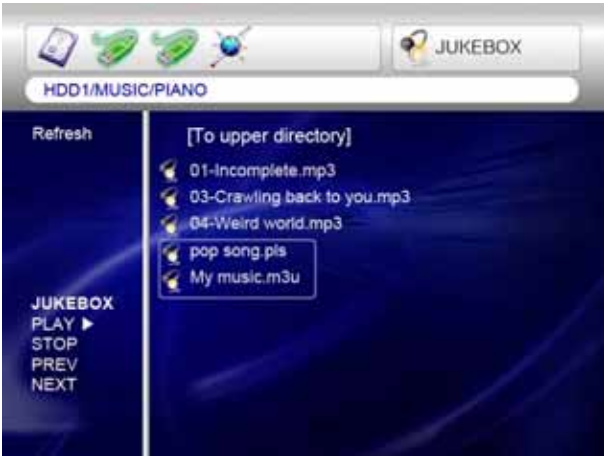 JUKEBOX
HDD1/MUSIC/PIANO
Refresh
[To upper directory]
01-Incomplete.mp3
03-Crawling back to you.mp3
04-Weird world.mp3
pop song.pls
My music.m3u
JUKEBOX
PLAY ▶
STOP
PREV
NEXT